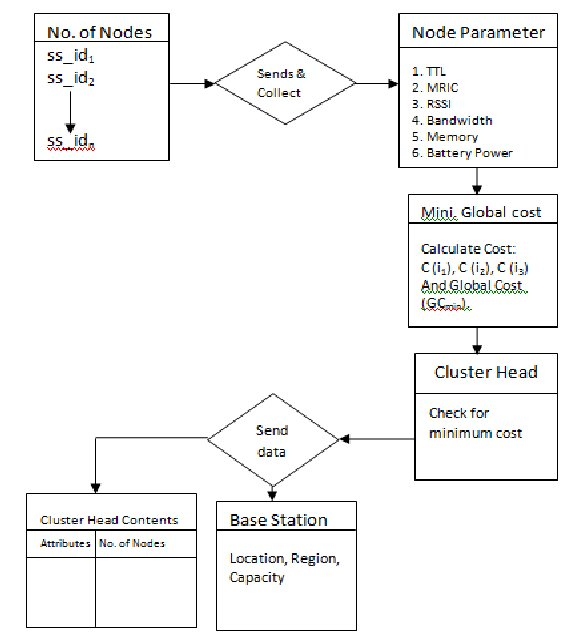 No. of Nodes
ss_id₁
ss_id₂
ss_idₙ
Sends &
Collect
Node Parameter
1. TTL
2. MRIC
3. RSSI
4. Bandwidth
5. Memory
6. Battery Power
Mini. Global cost
Calculate Cost:
C (i₁), C (i₂), C (i₃)
And Global Cost
(GCmin).
Cluster Head
Check for
minimum cost
Send
data
Cluster Head Contents
Attributes No. of Nodes
Base Station
Location, Region,
Capacity